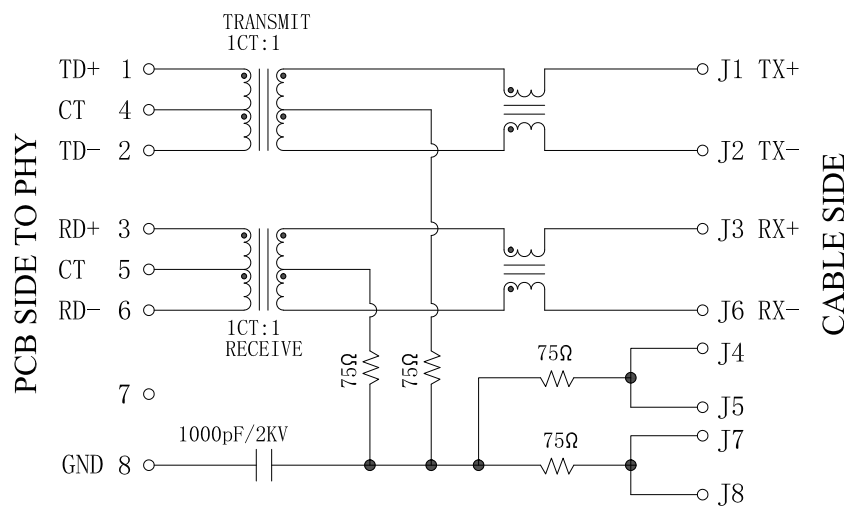 TRANSMIT
1CT:1
TD+ 1
J1 TX+
CT 4
TD- 2
J2 TX-
PCB SIDE TO PHY
CABLE SIDE
RD+ 3
J3 RX+
CT 5
RD- 6
J6 RX-
1CT:1
RECEIVE
75Ω
75Ω
75Ω
J4
J5
7
1000pF/2KV
75Ω
J7
GND 8
J8